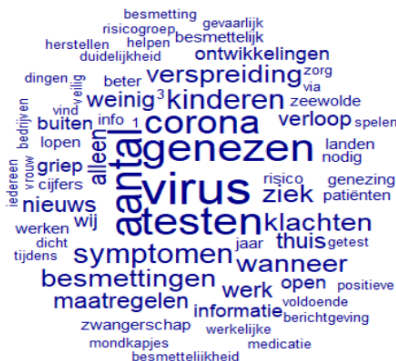 besmetting
risicogroep gevaarlijk
herstellen helpen besmettelijk
duidelijkheid ontwikkelingen
dingen veilig beter verspreiding zorg
via
weinig 3 kinderen zeewolde
bedrijven vind buiten info 1 corona verloop spelen
lopen alleen aantal genezen landen
nodig
iedereen vrouw griep
cijfers virus risico genezing
nieuws ziek patiënten
wij testen klachten
werken
dicht jaar thuis getest
tijdens symptomen wanneer
besmettingen werk open positieve
maatregelen informatie voldoende
berichtgeving
zwangerschap werkelijke
mondkapjes medicatie
besmettelijkheid